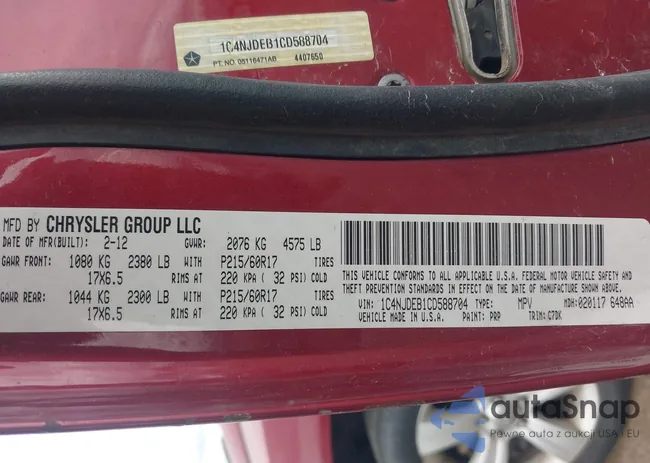 1C4NJDEB1CD588704
PT. NO. 05116471AB 4407650
MFD BY CHRYSLER GROUP LLC
DATE OF MFR(BUILT): 2-12 GVWR: 2076 KG 4575 LB
GAWR FRONT: 1080 KG 2380 LB WITH P215/60R17 TIRES
17X6.5 RIMS AT 220 KPA ( 32 PSI) COLD
GAWR REAR: 1044 KG 2300 LB WITH P215/60R17 TIRES
17X6.5 RIMS AT 220 KPA ( 32 PSI) COLD
THIS VEHICLE CONFORMS TO ALL APPLICABLE U.S.A. FEDERAL MOTOR VEHICLE SAFETY AND
THEFT PREVENTION STANDARDS IN EFFECT ON THE DATE OF MANUFACTURE SHOWN ABOVE.
VIN: 1C4NJDEB1CD588704 TYPE: MPV MDH: 020117 648AA
VEHICLE MADE IN U.S.A. PAINT: PRP TRIM: G7DK
autoSnap
Pewne auta z aukcji USA i EU